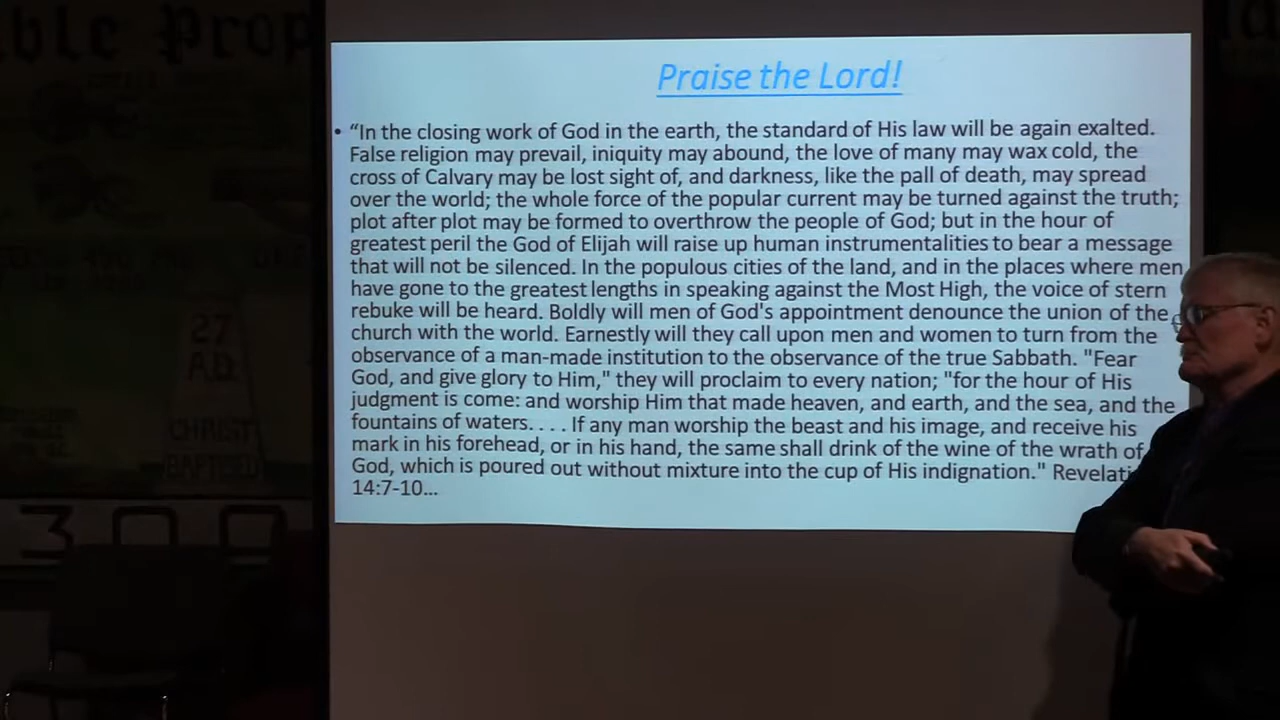 ble Prop
Praise the Lord!
• “In the closing work of God in the earth, the standard of His law will be again exalted.
False religion may prevail, iniquity may abound, the love of many may wax cold, the
cross of Calvary may be lost sight of, and darkness, like the pall of death, may spread
over the world; the whole force of the popular current may be turned against the truth;
plot after plot may be formed to overthrow the people of God; but in the hour of
greatest peril the God of Elijah will raise up human instrumentalities to bear a message
that will not be silenced. In the populous cities of the land, and in the places where men
have gone to the greatest lengths in speaking against the Most High, the voice of stern
rebuke will be heard. Boldly will men of God's appointment denounce the union of the
church with the world. Earnestly will they call upon men and women to turn from the
observance of a man-made institution to the observance of the true Sabbath. "Fear
God, and give glory to Him," they will proclaim to every nation; "for the hour of His
judgment is come: and worship Him that made heaven, and earth, and the sea, and the
fountains of waters. . . . If any man worship the beast and his image, and receive his
mark in his forehead, or in his hand, the same shall drink of the wine of the wrath of
God, which is poured out without mixture into the cup of His indignation." Revelati
14:7-10...
27
A.D.
CHRIST
BAPTISED
300